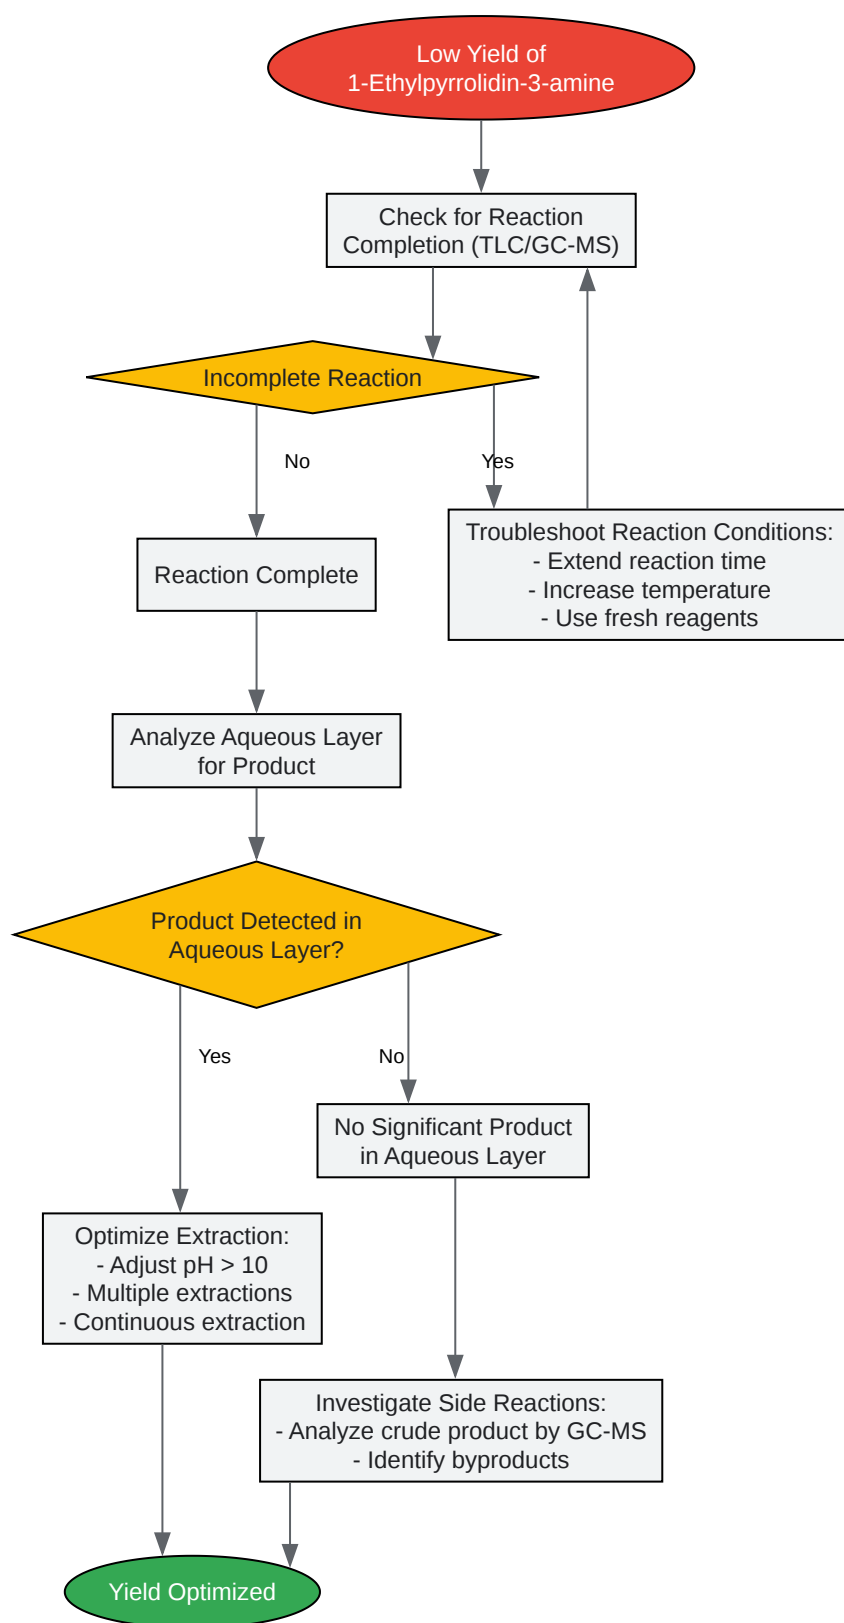 Low Yield of
1-Ethylpyrrolidin-3-amine
Check for Reaction
Completion (TLC/GC-MS)
Incomplete Reaction
No
Yes
Troubleshoot Reaction Conditions:
- Extend reaction time
- Increase temperature
- Use fresh reagents
Reaction Complete
Analyze Aqueous Layer
for Product
Product Detected in
Aqueous Layer?
Yes
No
No Significant Product
in Aqueous Layer
Optimize Extraction:
- Adjust pH > 10
- Multiple extractions
- Continuous extraction
Investigate Side Reactions:
- Analyze crude product by GC-MS
- Identify byproducts
Yield Optimized